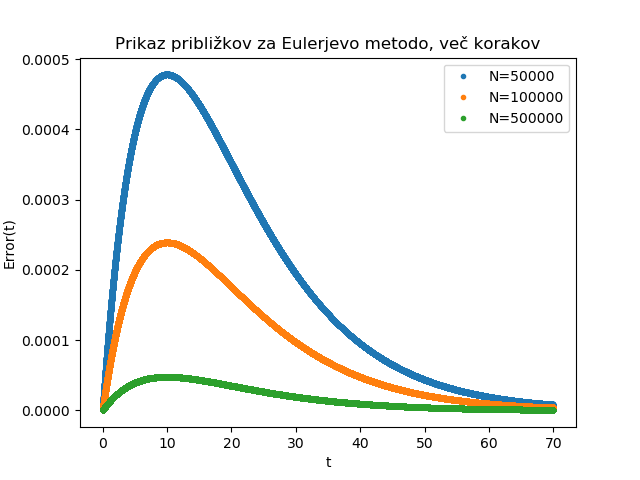 Prikaz približkov za Eulerjevo metodo, več korakov
N=50000
N=100000
N=500000
Error(t)
0.0005
0.0004
0.0003
0.0002
0.0001
0.0000
0 10 20 30 40 50 60 70
t